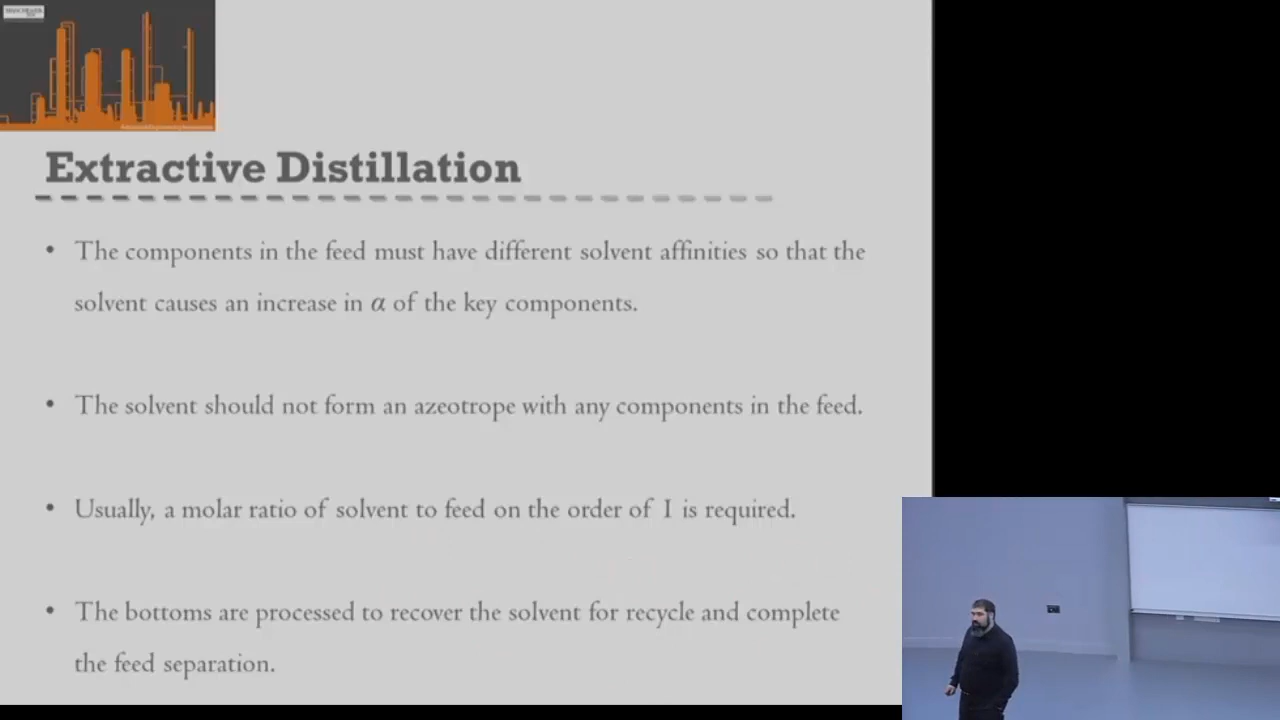 Extractive Distillation
• The components in the feed must have different solvent affinities so that the
solvent causes an increase in α of the key components.
• The solvent should not form an azeotrope with any components in the feed.
• Usually, a molar ratio of solvent to feed on the order of 1 is required.
• The bottoms are processed to recover the solvent for recycle and complete
the feed separation.